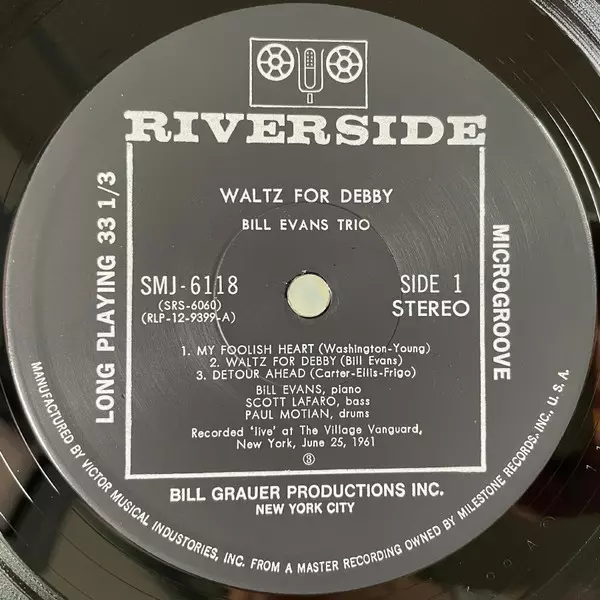 RIVERSIDE
WALTZ FOR DEBBY
BILL EVANS TRIO
LONG PLAYING 33 1/3
MICROGROOVE
SMJ-6118
(SRS-6060)
(RLP-12-9399-A)
SIDE 1
STEREO
1. MY FOOLISH HEART (Washington-Young)
2. WALTZ FOR DEBBY (Bill Evans)
3. DETOUR AHEAD (Carter-Ellis-Frigo)
BILL EVANS, piano
SCOTT LAFARO, bass
PAUL MOTIAN, drums
Recorded 'live' at The Village Vanguard,
New York, June 25, 1961
BILL GRAUER PRODUCTIONS INC.
NEW YORK CITY
MANUFACTURED BY VICTOR MUSICAL INDUSTORIES, INC. FROM A MASTER RECORDING OWNED BY MILESTONE RECORDS, INC., U. S. A.